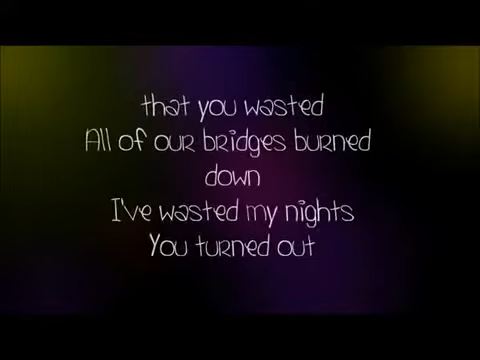 that you wasted
All of our bridges burned
down
I've wasted my nights
You turned out